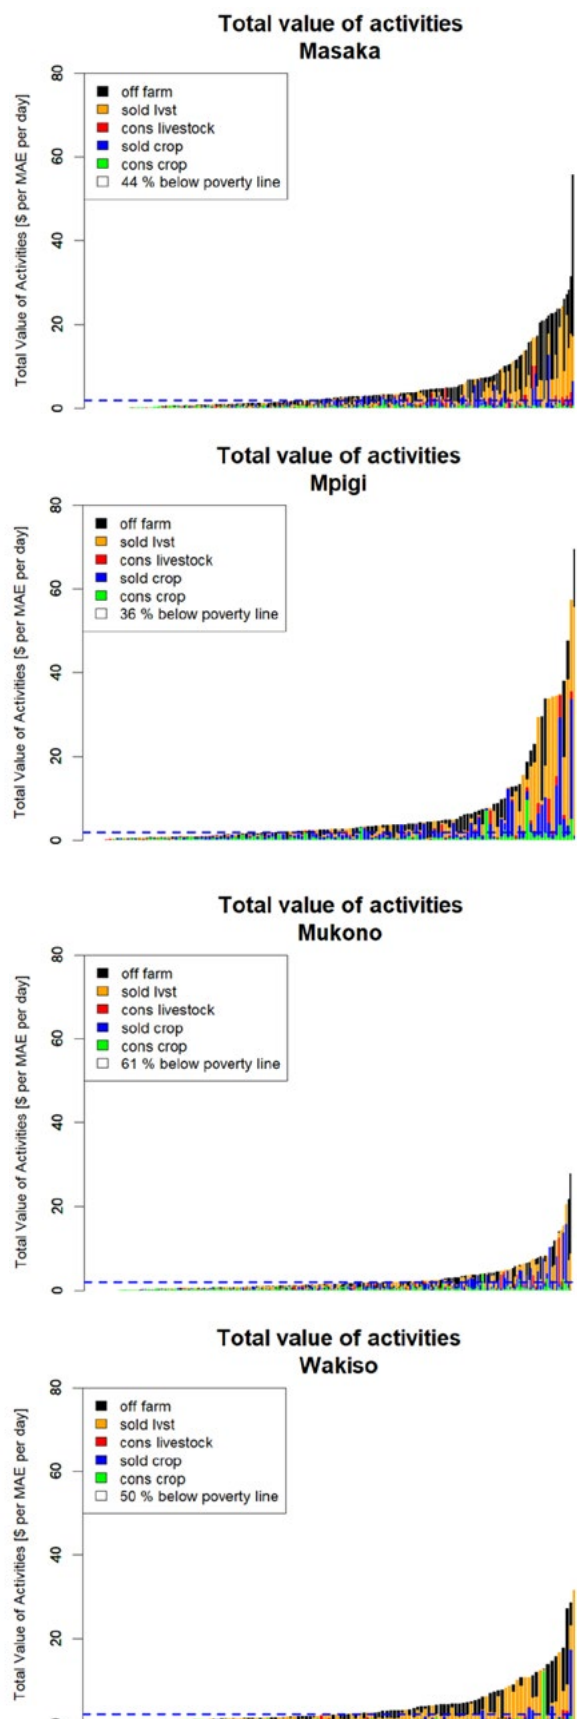 Total value of activities
Masaka
Total Value of Activities [$ per MAE per day]
80
60
40
20
0
off farm
sold lvst
cons livestock
sold crop
cons crop
44 % below poverty line
Total value of activities
Mpigi
Total Value of Activities [$ per MAE per day]
80
60
40
20
0
off farm
sold lvst
cons livestock
sold crop
cons crop
36 % below poverty line
Total value of activities
Mukono
Total Value of Activities [$ per MAE per day]
80
60
40
20
0
off farm
sold lvst
cons livestock
sold crop
cons crop
61 % below poverty line
Total value of activities
Wakiso
Total Value of Activities [$ per MAE per day]
80
60
40
20
off farm
sold lvst
cons livestock
sold crop
cons crop
50 % below poverty line